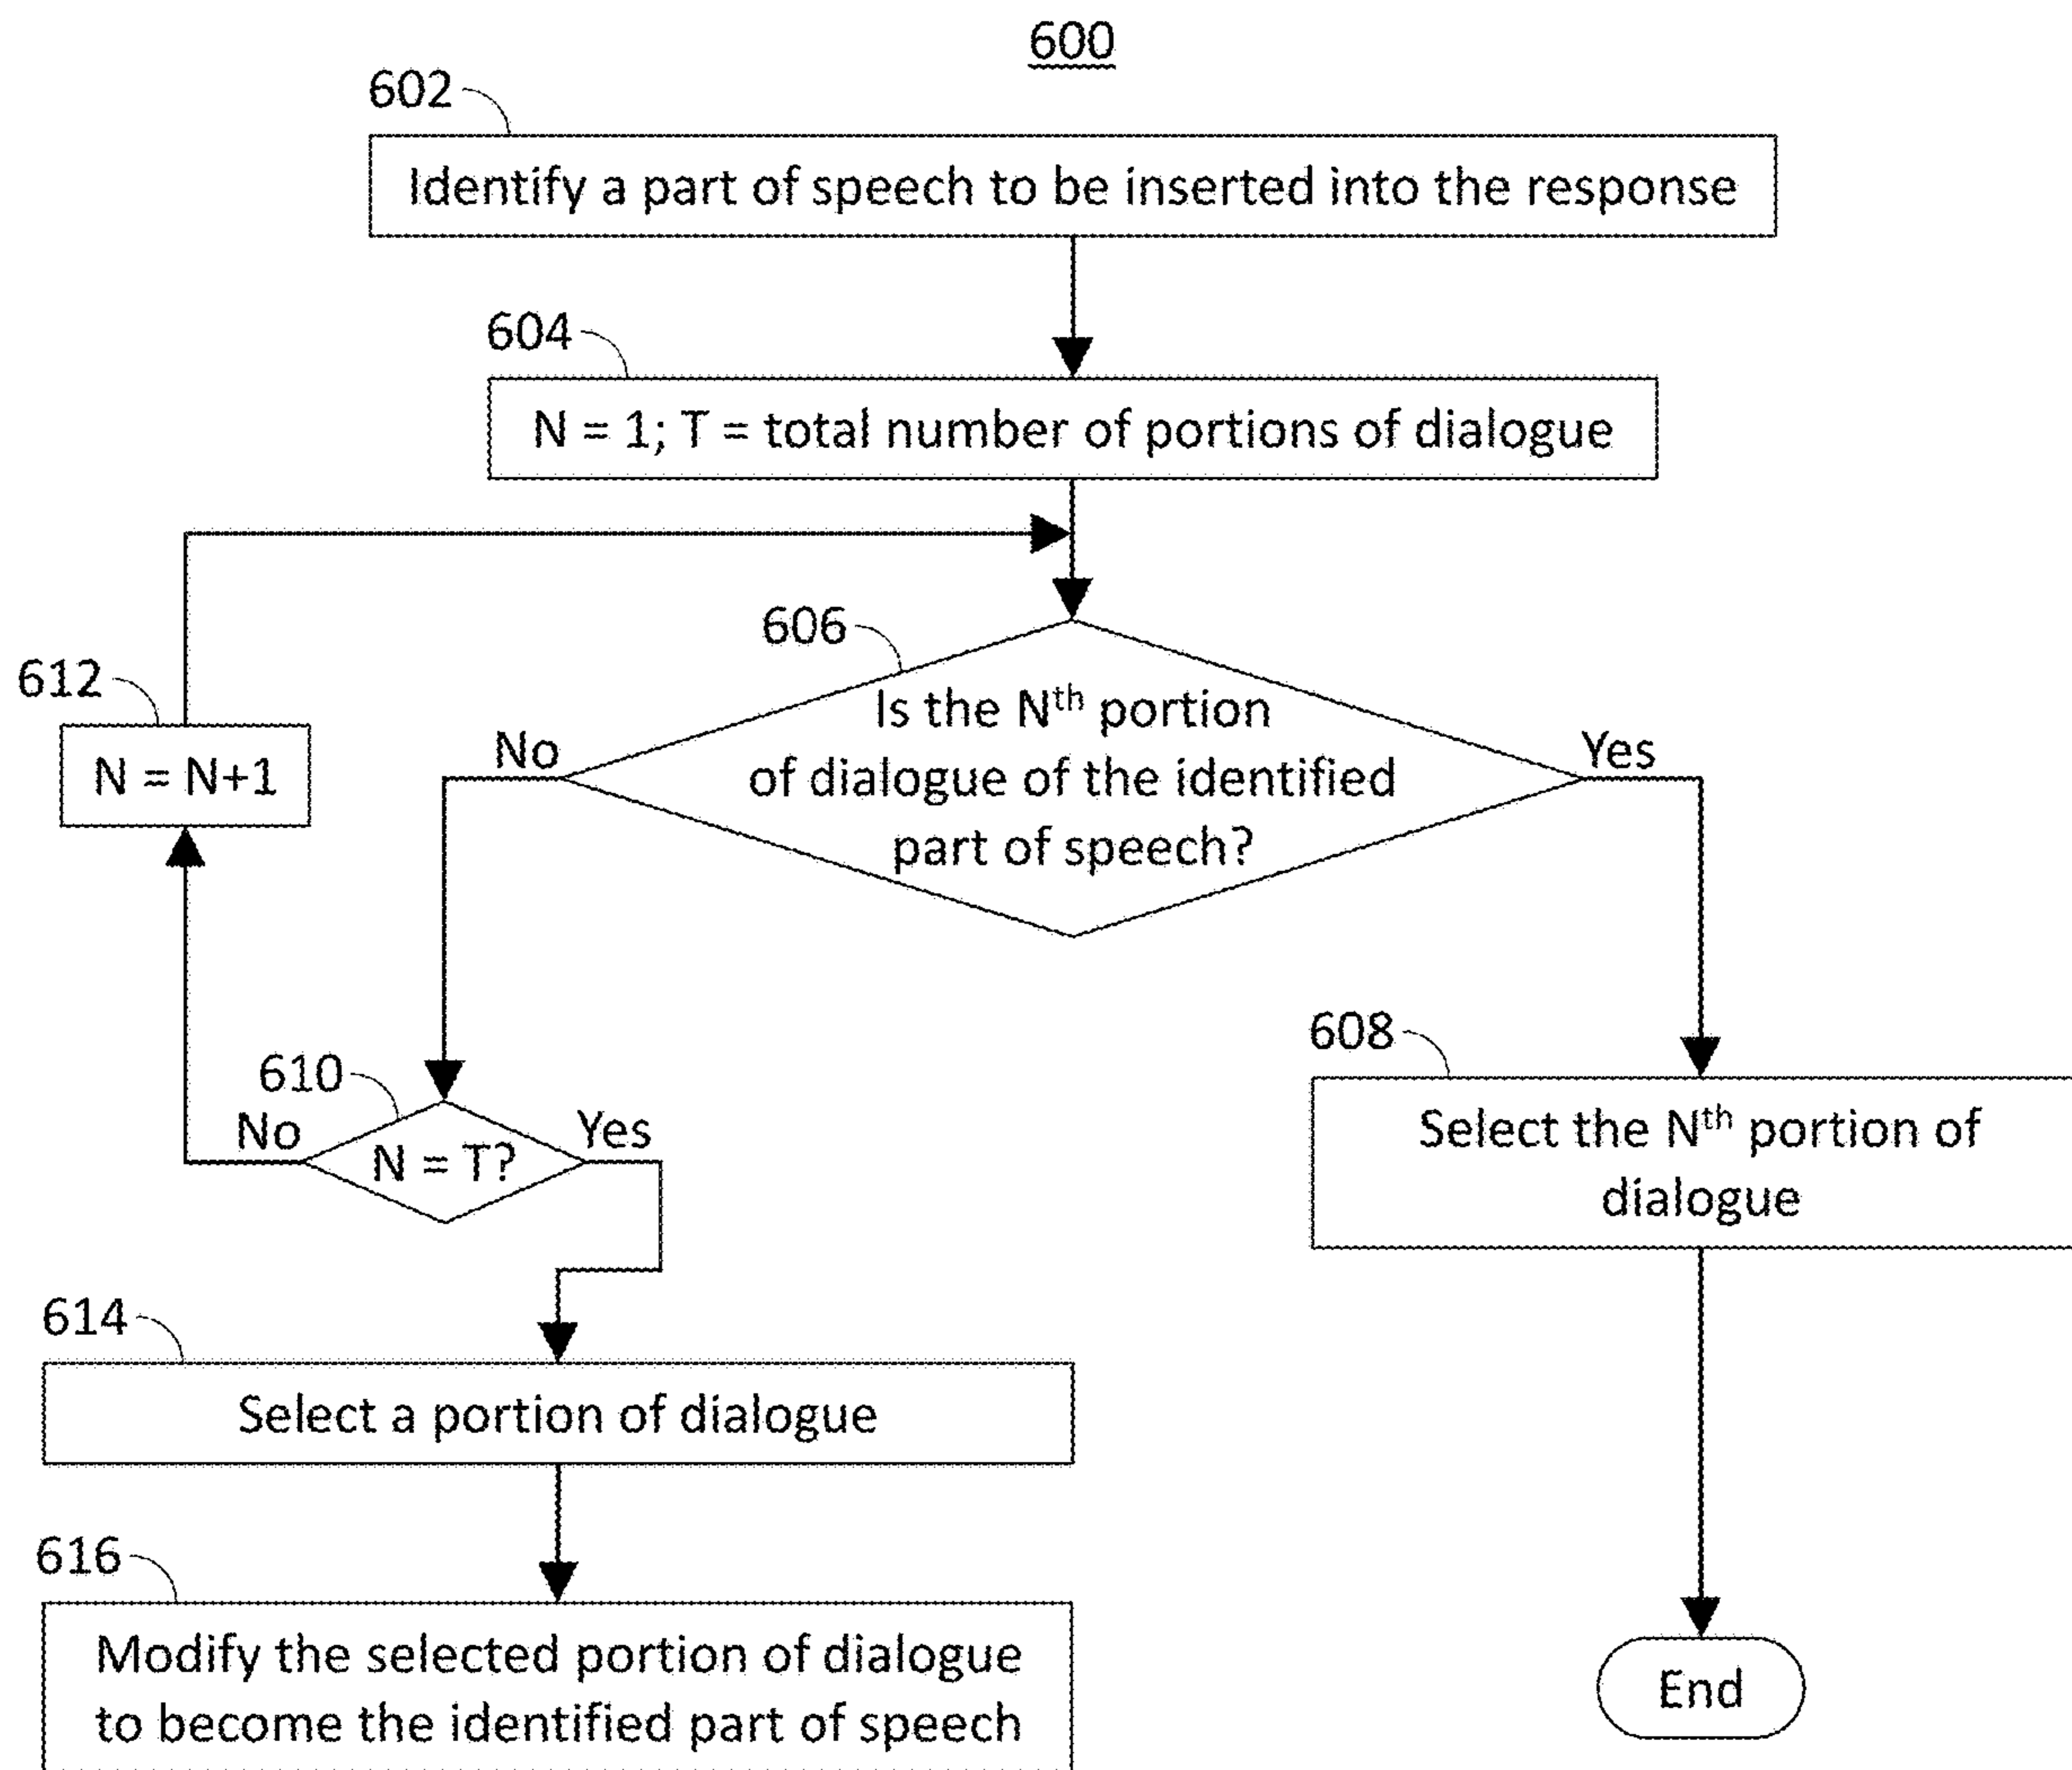 600
602
Identify a part of speech to be inserted into the response
604
N = 1; T = total number of portions of dialogue
606
612
Is the Nth portion
of dialogue of the identified
part of speech?
No
Yes
N = N+1
608
Select the Nth portion of
dialogue
610
No
Yes
N = T?
614
Select a portion of dialogue
616
Modify the selected portion of dialogue
to become the identified part of speech
End